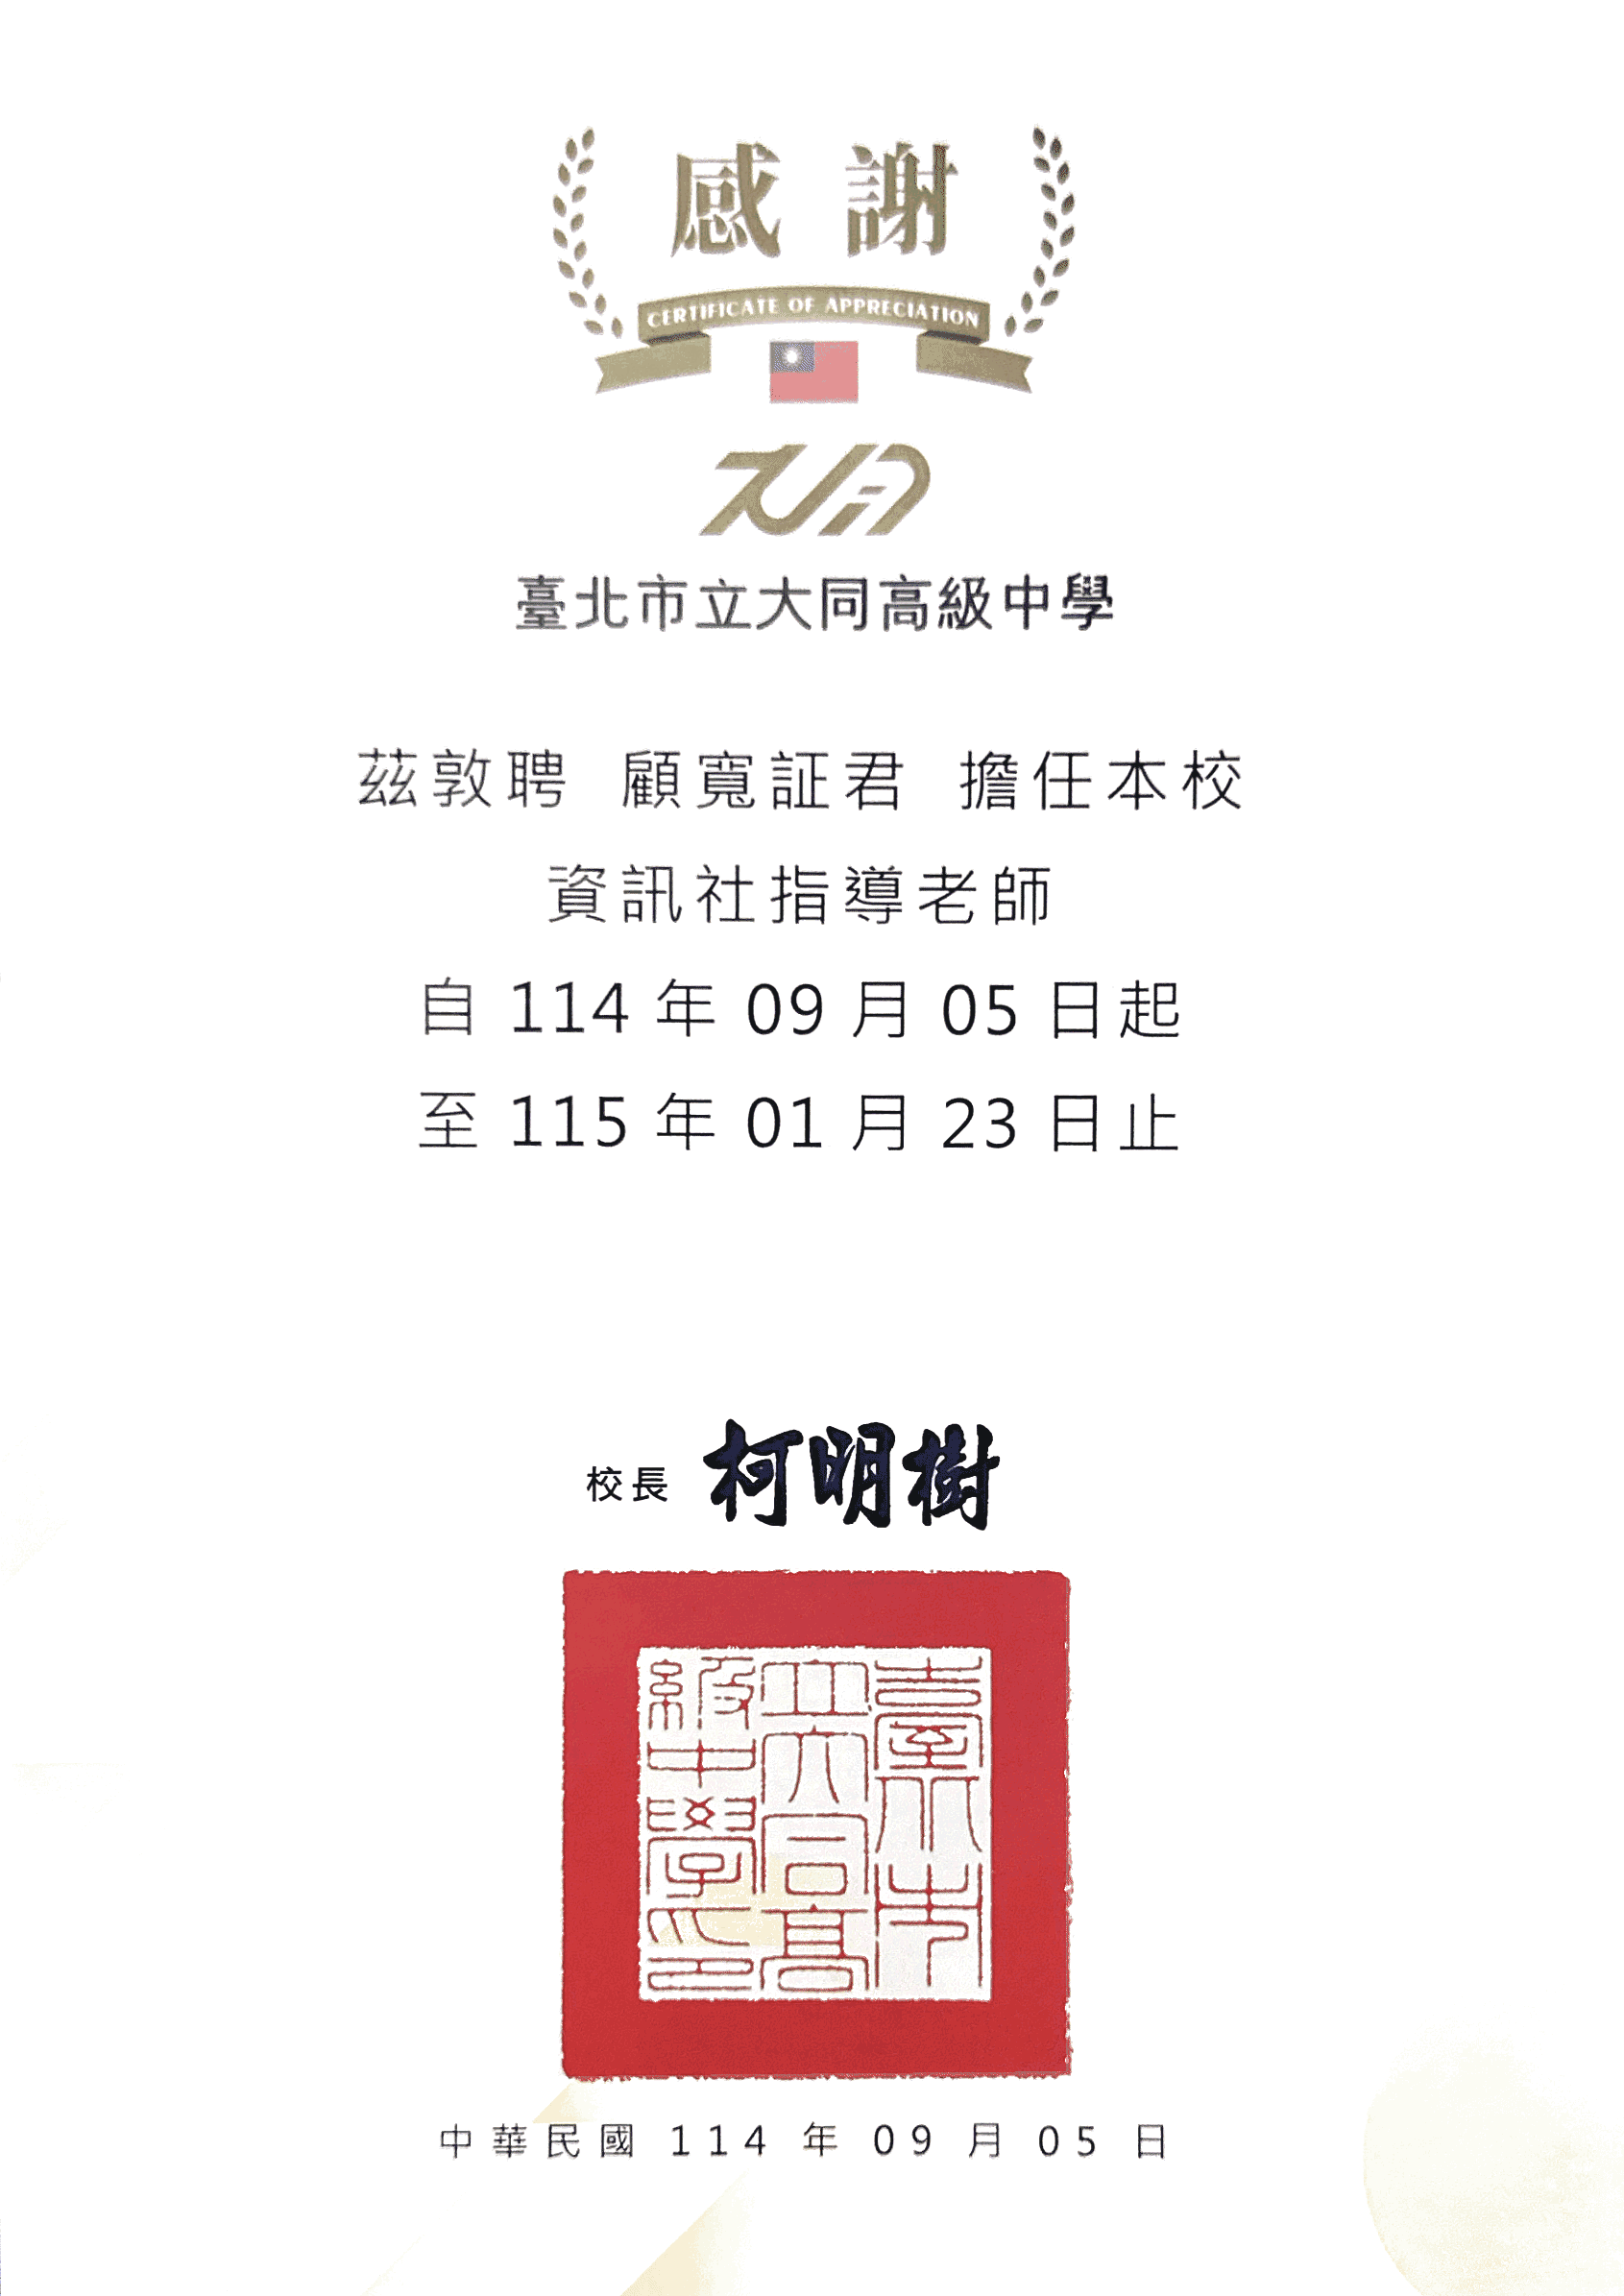 感謝
CERTIFICATE OF APPRECIATION
臺北市立大同高級中學
茲敦聘 顧寬証君 擔任本校
資訊社指導老師
自 114 年 09 月 05 日起
至 115 年 01 月 23 日止
校長 柯明樹
臺北市
立大同高
級中學印
中華民國 114 年 09 月 05 日